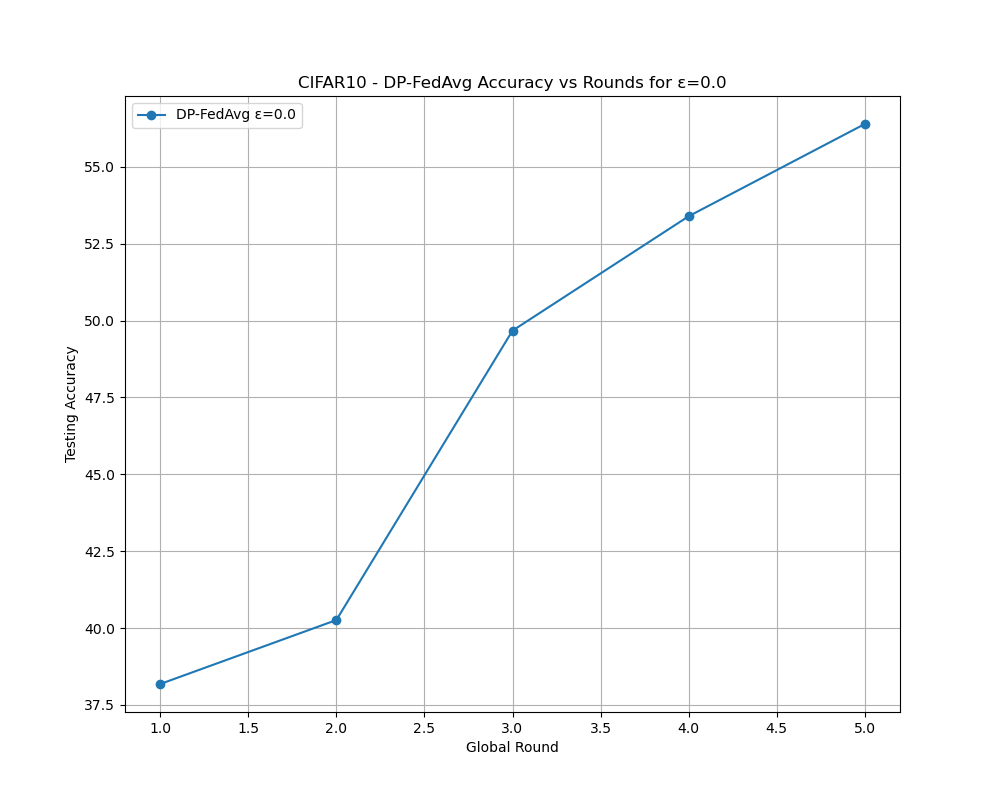 CIFAR10 - DP-FedAvg Accuracy vs Rounds for ε=0.0
DP-FedAvg ε=0.0
55.0
52.5
50.0
47.5
45.0
42.5
40.0
37.5
Testing Accuracy
1.0 1.5 2.0 2.5 3.0 3.5 4.0 4.5 5.0
Global Round